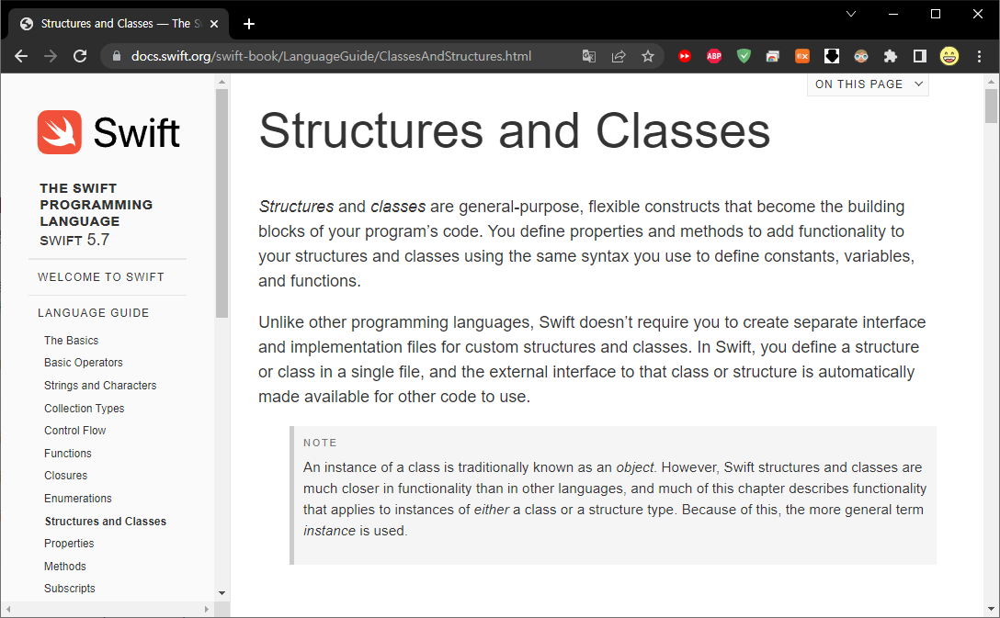 Structures and Classes — The S
docs.swift.org/swift-book/LanguageGuide/ClassesAndStructures.html
ABP
EX
ON THIS PAGE
Swift
THE SWIFT
PROGRAMMING
LANGUAGE
SWIFT 5.7
WELCOME TO SWIFT
LANGUAGE GUIDE
The Basics
Basic Operators
Strings and Characters
Collection Types
Control Flow
Functions
Closures
Enumerations
Structures and Classes
Properties
Methods
Subscripts
Structures and Classes
Structures and classes are general-purpose, flexible constructs that become the building
blocks of your program’s code. You define properties and methods to add functionality to
your structures and classes using the same syntax you use to define constants, variables,
and functions.
Unlike other programming languages, Swift doesn’t require you to create separate interface
and implementation files for custom structures and classes. In Swift, you define a structure
or class in a single file, and the external interface to that class or structure is automatically
made available for other code to use.
NOTE
An instance of a class is traditionally known as an object. However, Swift structures and classes are
much closer in functionality than in other languages, and much of this chapter describes functionality
that applies to instances of either a class or a structure type. Because of this, the more general term
instance is used.